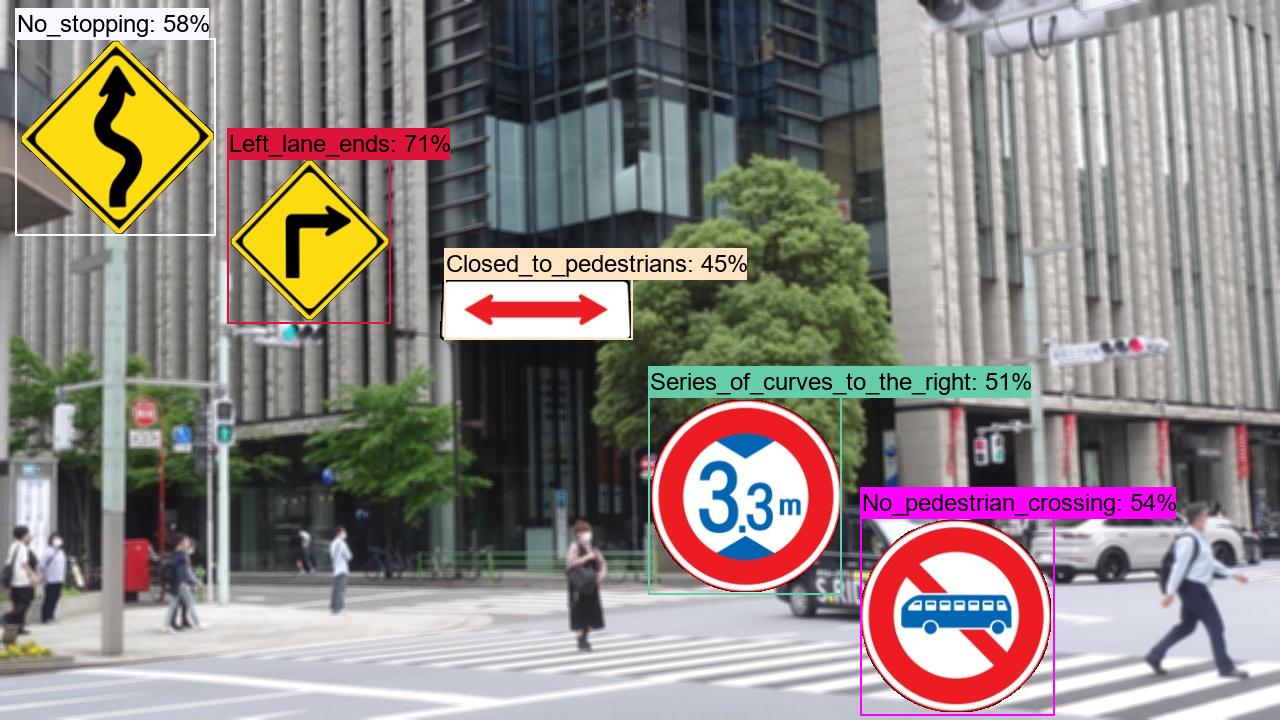 No_stopping: 58%
Left_lane_ends: 71%
Closed_to_pedestrians: 45%
Series_of_curves_to_the_right: 51%
3.3m
No_pedestrian_crossing: 54%